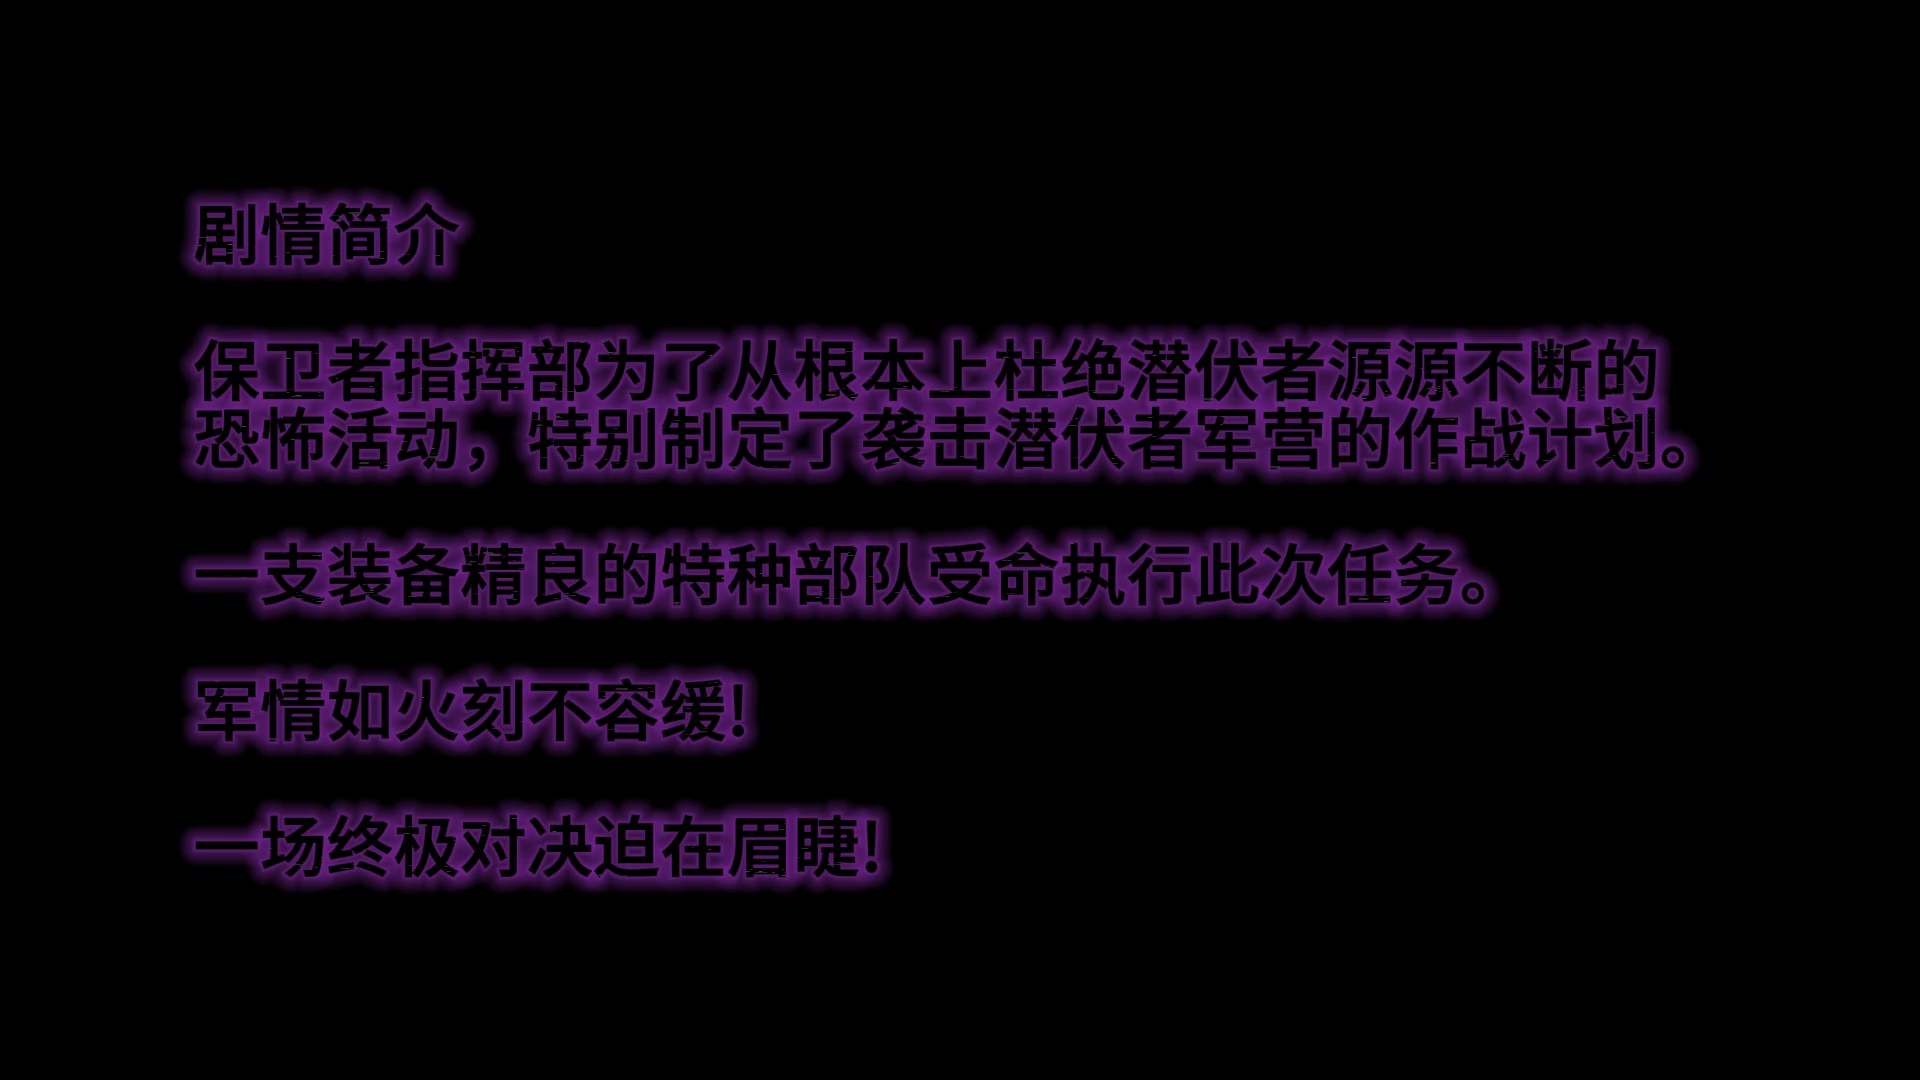 剧情简介
保卫者指挥部为了从根本上杜绝潜伏者源源不断的
恐怖活动，特别制定了袭击潜伏者军营的作战计划。
一支装备精良的特种部队受命执行此次任务。
军情如火刻不容缓!
一场终极对决迫在眉睫!